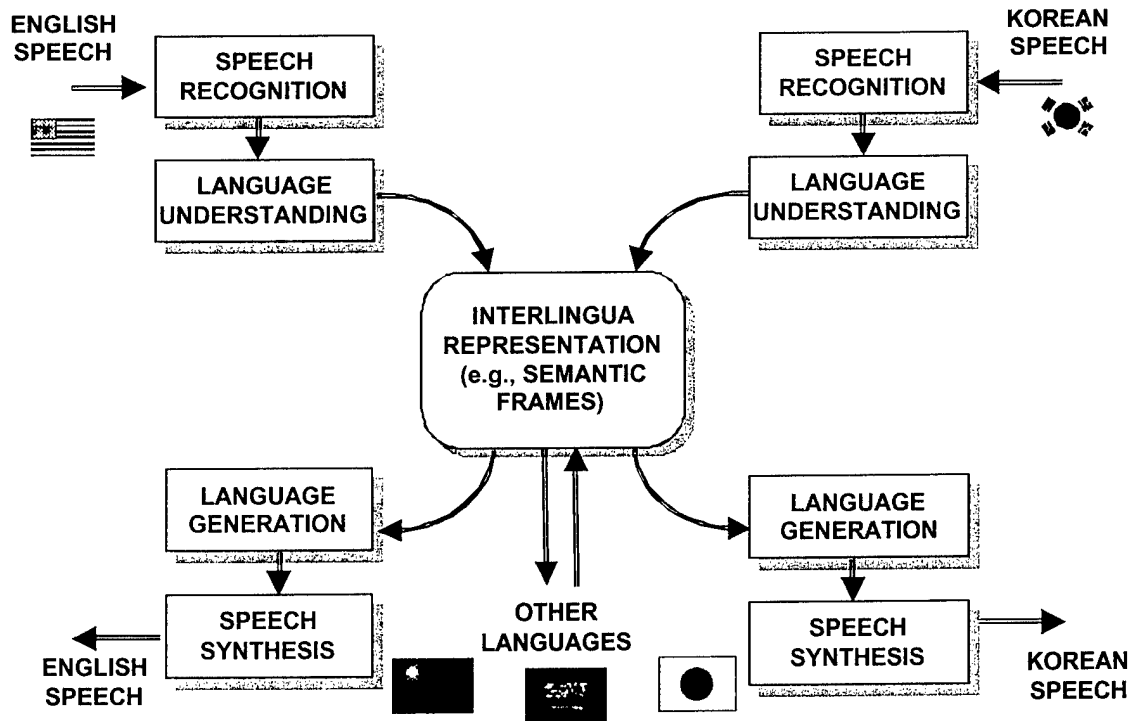 ENGLISH
SPEECH
SPEECH
RECOGNITION
LANGUAGE
UNDERSTANDING
KOREAN
SPEECH
SPEECH
RECOGNITION
LANGUAGE
UNDERSTANDING
INTERLINGUA
REPRESENTATION
(e.g., SEMANTIC
FRAMES)
LANGUAGE
GENERATION
SPEECH
SYNTHESIS
ENGLISH
SPEECH
OTHER
LANGUAGES
LANGUAGE
GENERATION
SPEECH
SYNTHESIS
KOREAN
SPEECH